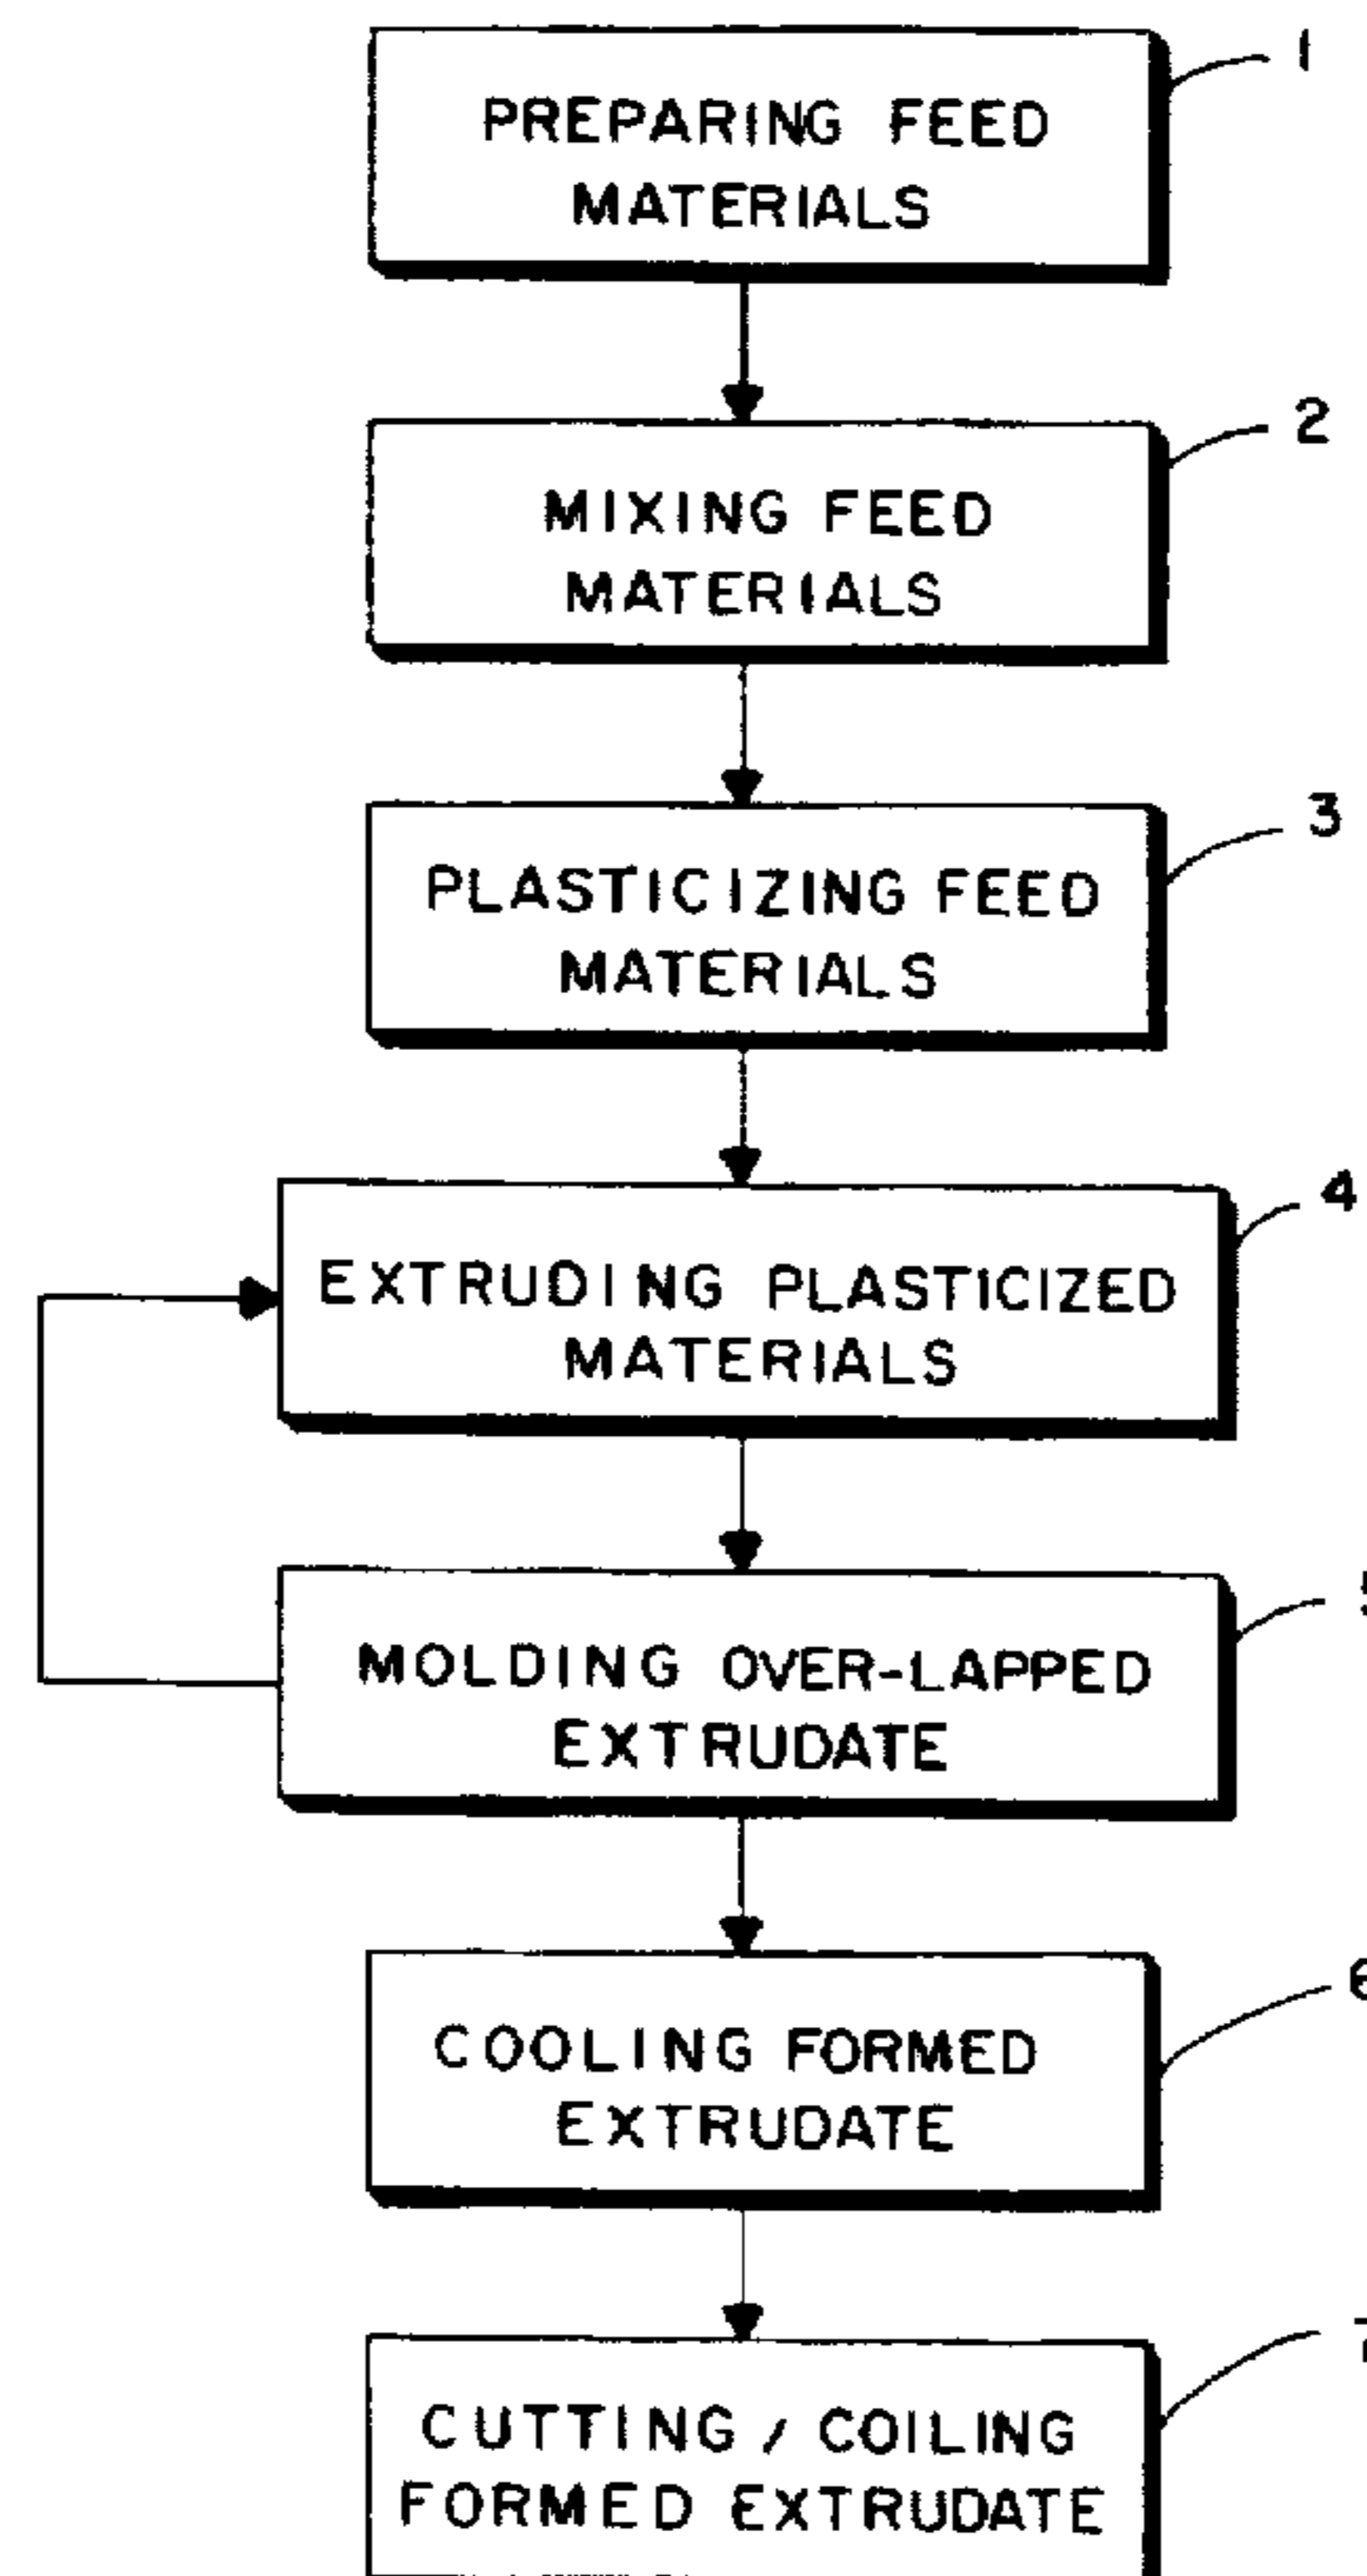 1
PREPARING FEED
MATERIALS
2
MIXING FEED
MATERIALS
3
PLASTICIZING FEED
MATERIALS
4
EXTRUDING PLASTICIZED
MATERIALS
MOLDING OVER-LAPPED
EXTRUDATE
6
COOLING FORMED
EXTRUDATE
CUTTING / COILING
FORMED EXTRUDATE